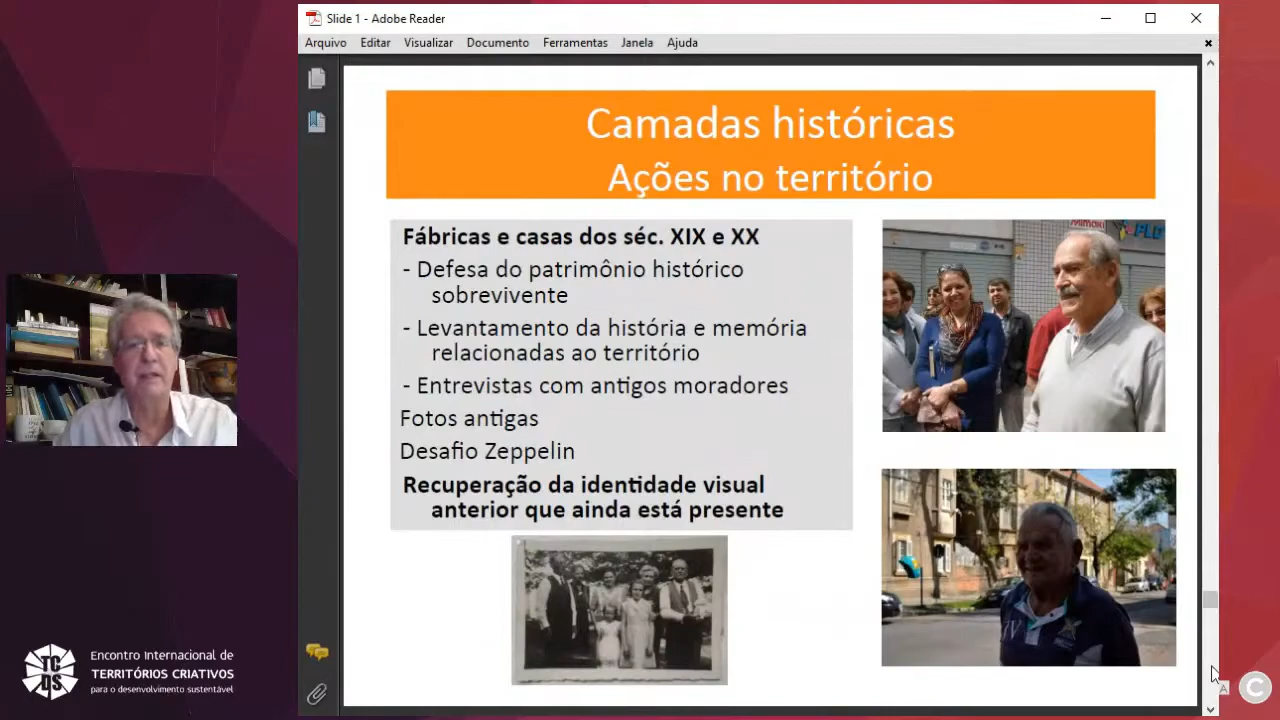 Slide 1 - Adobe Reader
Arquivo Editar Visualizar Documento Ferramentas Janela Ajuda
Camadas históricas
Ações no território
Fábricas e casas dos séc. XIX e XX
- Defesa do patrimônio histórico
sobrevivente
- Levantamento da história e memória
relacionadas ao território
- Entrevistas com antigos moradores
Fotos antigas
Desafio Zeppelin
Recuperação da identidade visual
anterior que ainda está presente
TC
DS
Encontro Internacional de
TERRITÓRIOS CRIATIVOS
para o desenvolvimento sustentável
A
C